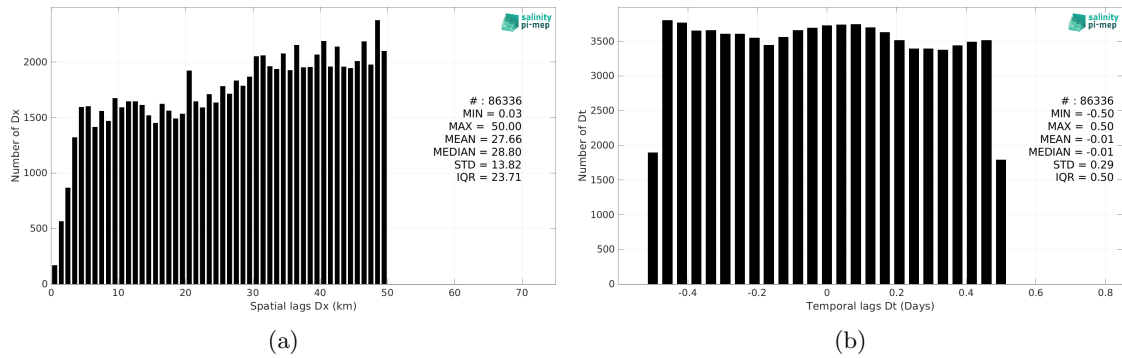 salinity
pi-mep
# : 86336
MIN = 0.03
MAX = 50.00
MEAN = 27.66
MEDIAN = 28.80
STD = 13.82
IQR = 23.71
Number of Dx
2000
1500
1000
500
0
0 10 20 30 40 50 60 70
Spatial lags Dx (km)
(a)
salinity
pi-mep
# : 86336
MIN = -0.50
MAX = 0.50
MEAN = -0.01
MEDIAN = -0.01
STD = 0.29
IQR = 0.50
Number of Dt
3500
3000
2500
2000
1500
1000
500
0
-0.4 -0.2 0 0.2 0.4 0.6 0.8
Temporal lags Dt (Days)
(b)